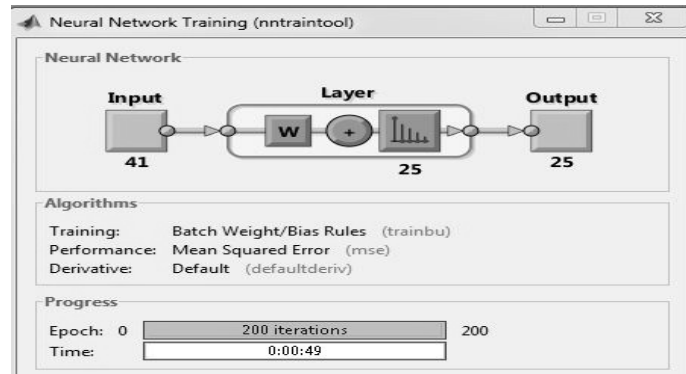 Neural Network Training (nntraintool)
Neural Network
Input
Layer
Output
W
+
41
25
25
Algorithms
Training: Batch Weight/Bias Rules (trainbu)
Performance: Mean Squared Error (mse)
Derivative: Default (defaultderiv)
Progress
Epoch: 0 200 iterations 200
Time: 0:00:49